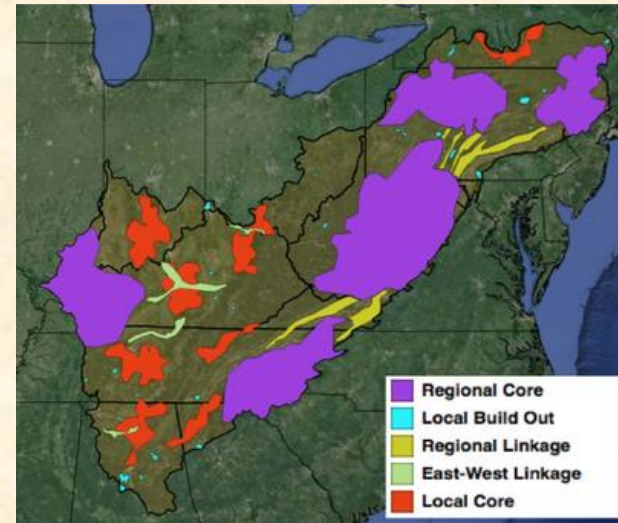 Regional Core
Local Build Out
Regional Linkage
East-West Linkage
Local Core